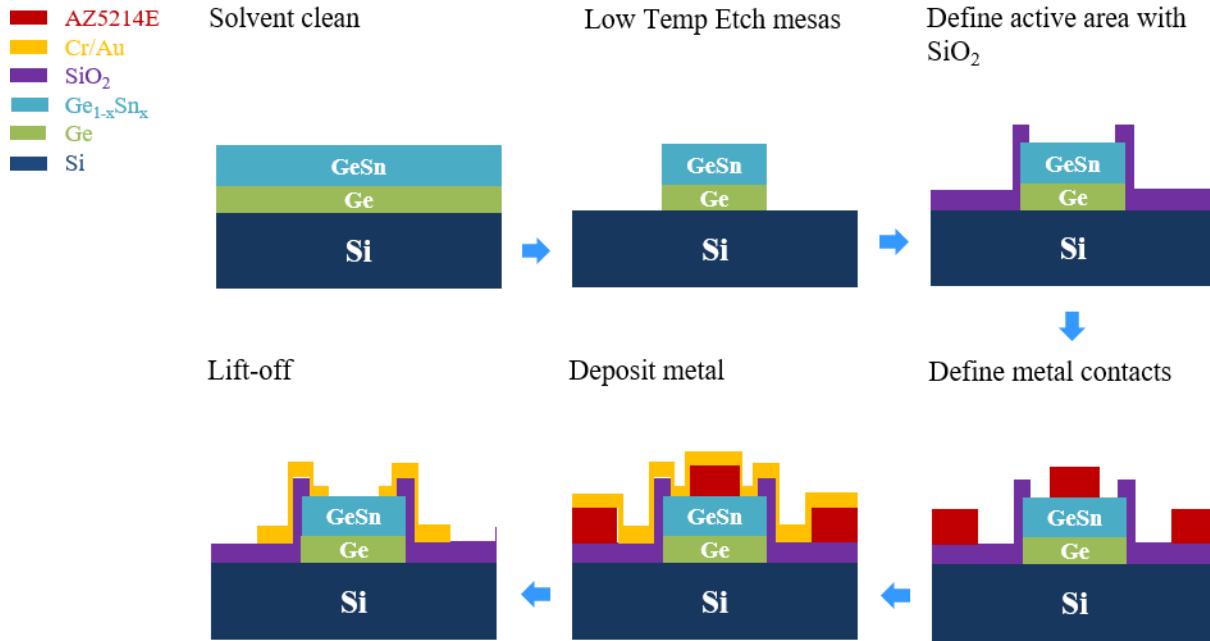 AZ5214E
Cr/Au
SiO₂
Ge₁₋ₓSnₓ
Ge
Si
Solvent clean
Low Temp Etch mesas
Define active area with
SiO₂
GeSn
Ge
Si
GeSn
Ge
Si
GeSn
Ge
Si
Lift-off
Deposit metal
Define metal contacts
GeSn
Ge
Si
GeSn
Ge
Si
GeSn
Ge
Si